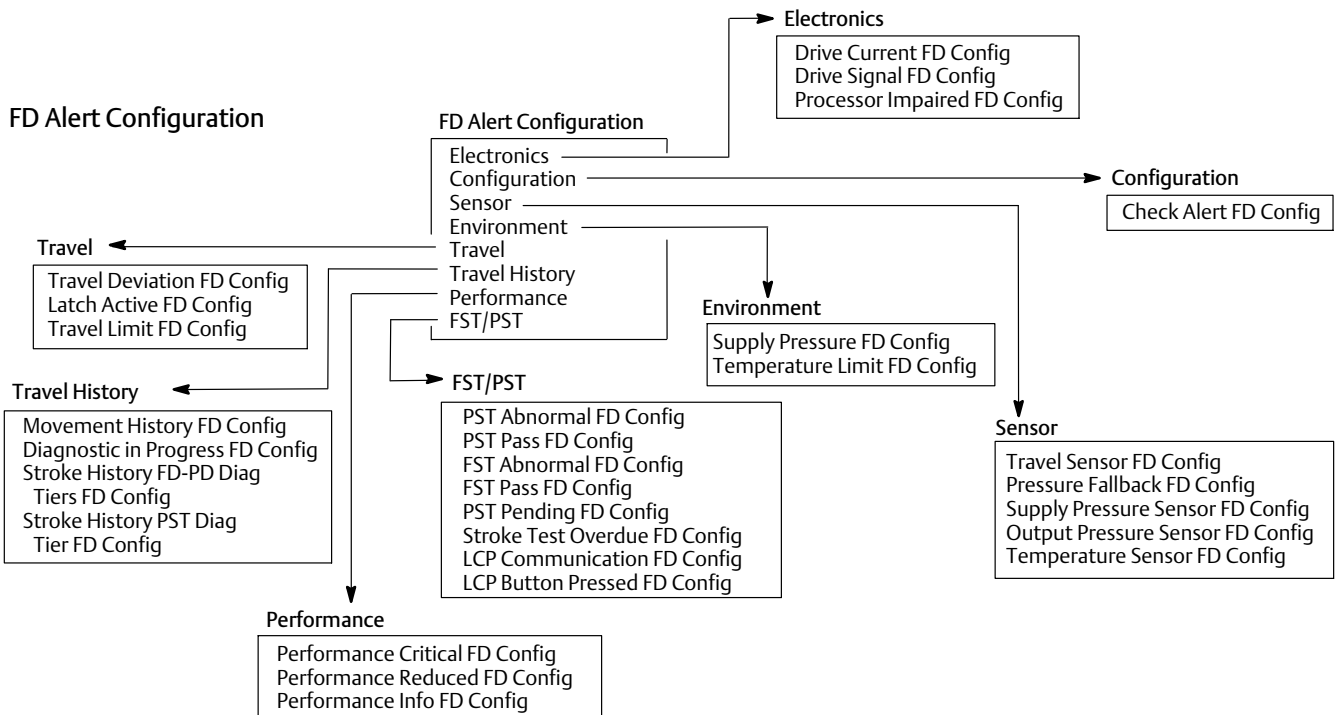 FD Alert Configuration
FD Alert Configuration
Electronics
Configuration
Sensor
Environment
Travel
Travel History
Performance
FST/PST
Electronics
Drive Current FD Config
Drive Signal FD Config
Processor Impaired FD Config
Configuration
Check Alert FD Config
Travel
Travel Deviation FD Config
Latch Active FD Config
Travel Limit FD Config
Environment
Supply Pressure FD Config
Temperature Limit FD Config
Travel History
Movement History FD Config
Diagnostic in Progress FD Config
Stroke History FD-PD Diag
Tiers FD Config
Stroke History PST Diag
Tier FD Config
FST/PST
PST Abnormal FD Config
PST Pass FD Config
FST Abnormal FD Config
FST Pass FD Config
PST Pending FD Config
Stroke Test Overdue FD Config
LCP Communication FD Config
LCP Button Pressed FD Config
Sensor
Travel Sensor FD Config
Pressure Fallback FD Config
Supply Pressure Sensor FD Config
Output Pressure Sensor FD Config
Temperature Sensor FD Config
Performance
Performance Critical FD Config
Performance Reduced FD Config
Performance Info FD Config